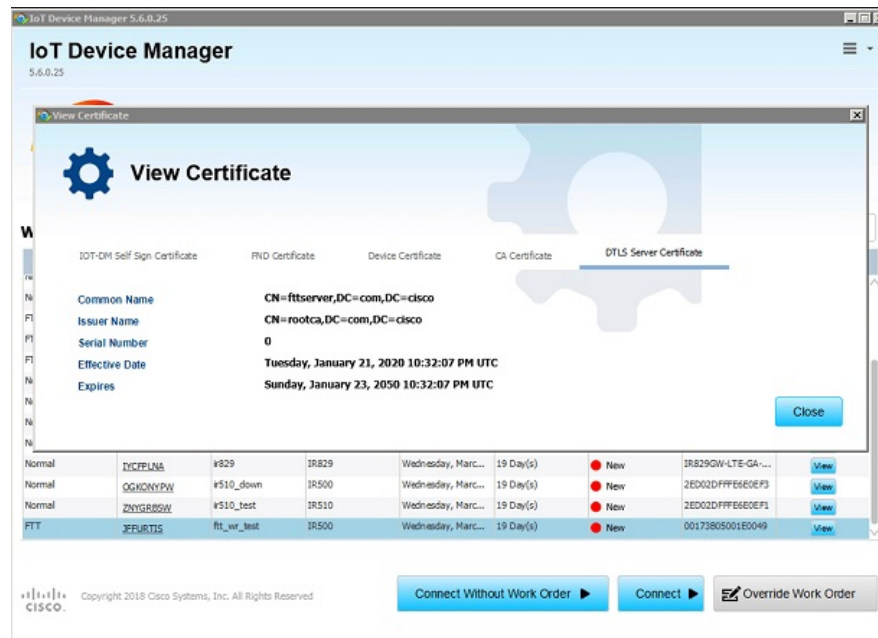 IoT Device Manager 5.6.0.25
IoT Device Manager
5.6.0.25
View Certificate
View Certificate
IOT-DM Self Sign Certificate FND Certificate Device Certificate CA Certificate DTLS Server Certificate
Common Name CN=fttserver,DC=com,DC=cisco
Issuer Name CN=rootca,DC=com,DC=cisco
Serial Number 0
Effective Date Tuesday, January 21, 2020 10:32:07 PM UTC
Expires Sunday, January 23, 2050 10:32:07 PM UTC
Close
Normal IYCFPLNA ir829 IR829 Wednesday, Marc... 19 Day(s) New IR829GW-LTE-GA-... View
Normal OGKONYPW ir510_down IR500 Wednesday, Marc... 19 Day(s) New 2ED02DFFFE6E0EF3 View
Normal ZNYGRBSW ir510_test IR510 Wednesday, Marc... 19 Day(s) New 2ED02DFFFE6E0EF1 View
FTT JFFURTIS ftt_wr_test IR500 Wednesday, Marc... 19 Day(s) New 00173B05001E0049 View
CISCO. Copyright 2018 Cisco Systems, Inc. All Rights Reserved
Connect Without Work Order Connect Override Work Order